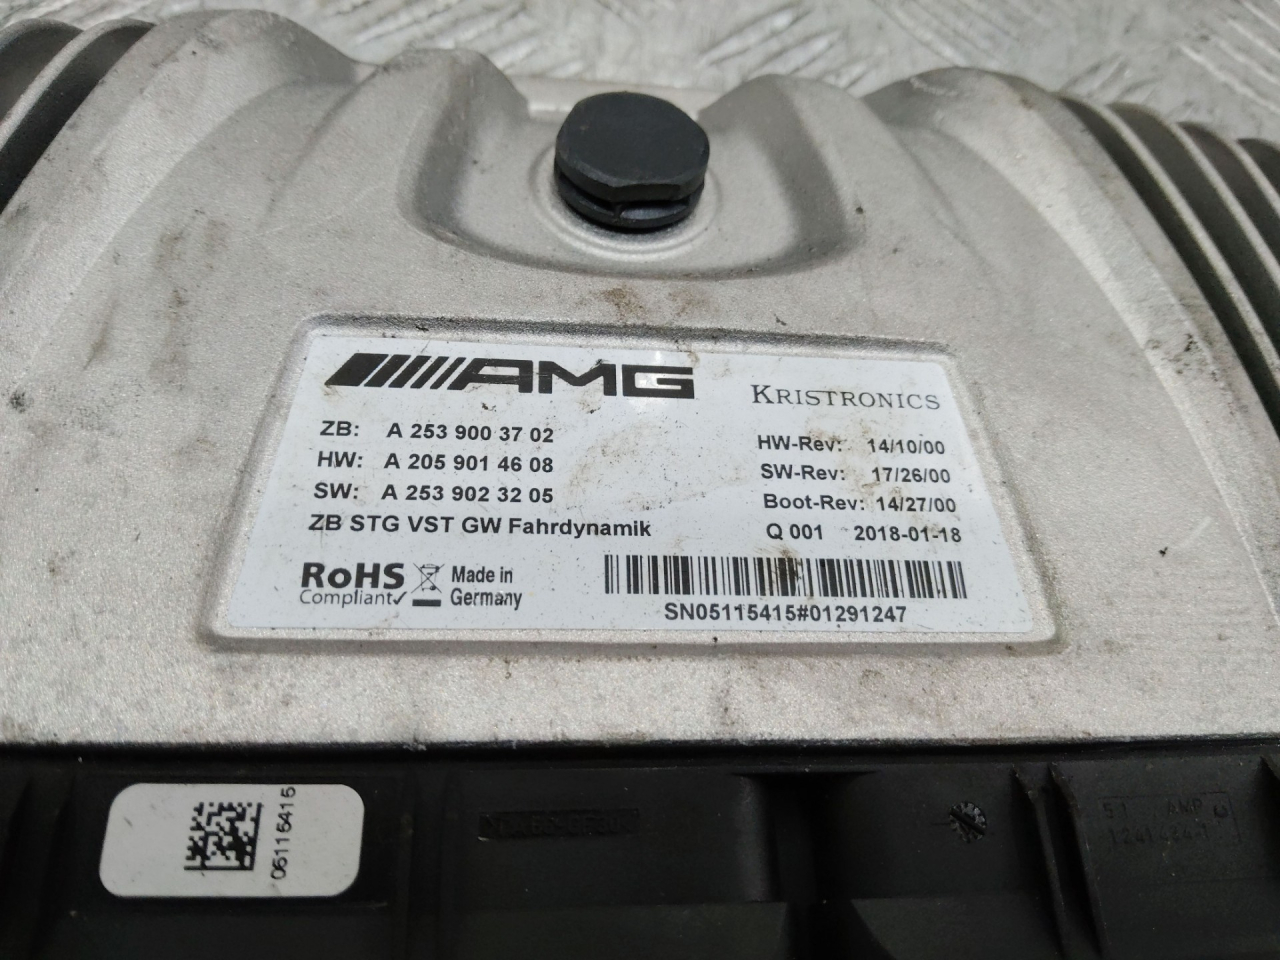 AMG
KRISTRONICS
ZB: A 253 900 37 02
HW: A 205 901 46 08
SW: A 253 902 32 05
ZB STG VST GW Fahrdynamik
HW-Rev: 14/10/00
SW-Rev: 17/26/00
Boot-Rev: 14/27/00
Q 001 2018-01-18
RoHS
Compliant
Made in
Germany
SN05115415#01291247
05115415